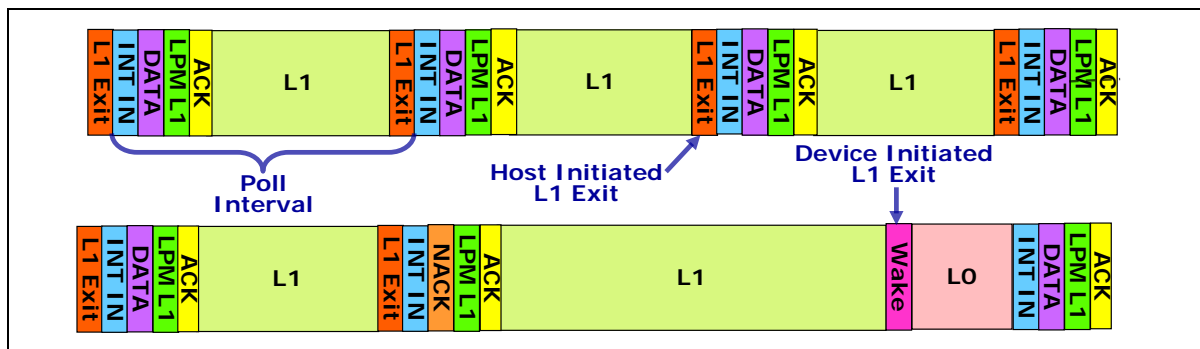 L1 Exit
INT IN
DATA
LPM L1
ACK
L1
L1 Exit
INT IN
DATA
LPM L1
ACK
L1
L1 Exit
INT IN
DATA
LPM L1
ACK
L1
L1 Exit
INT IN
DATA
LPM L1
ACK
Poll
Interval
Host Initiated
L1 Exit
Device Initiated
L1 Exit
L1 Exit
INT IN
DATA
LPM L1
ACK
L1
L1 Exit
INT IN
NACK
LPM L1
ACK
L1
Wake
L0
INT IN
DATA
LPM L1
ACK